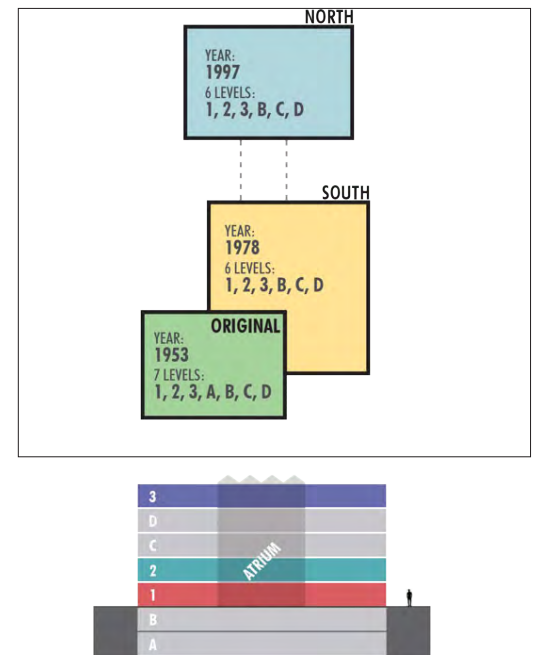 NORTH
YEAR:
1997
6 LEVELS:
1, 2, 3, B, C, D
SOUTH
YEAR:
1978
6 LEVELS:
1, 2, 3, B, C, D
ORIGINAL
YEAR:
1953
7 LEVELS:
1, 2, 3, A, B, C, D
3
D
C
2
ATRIUM
1
B
A